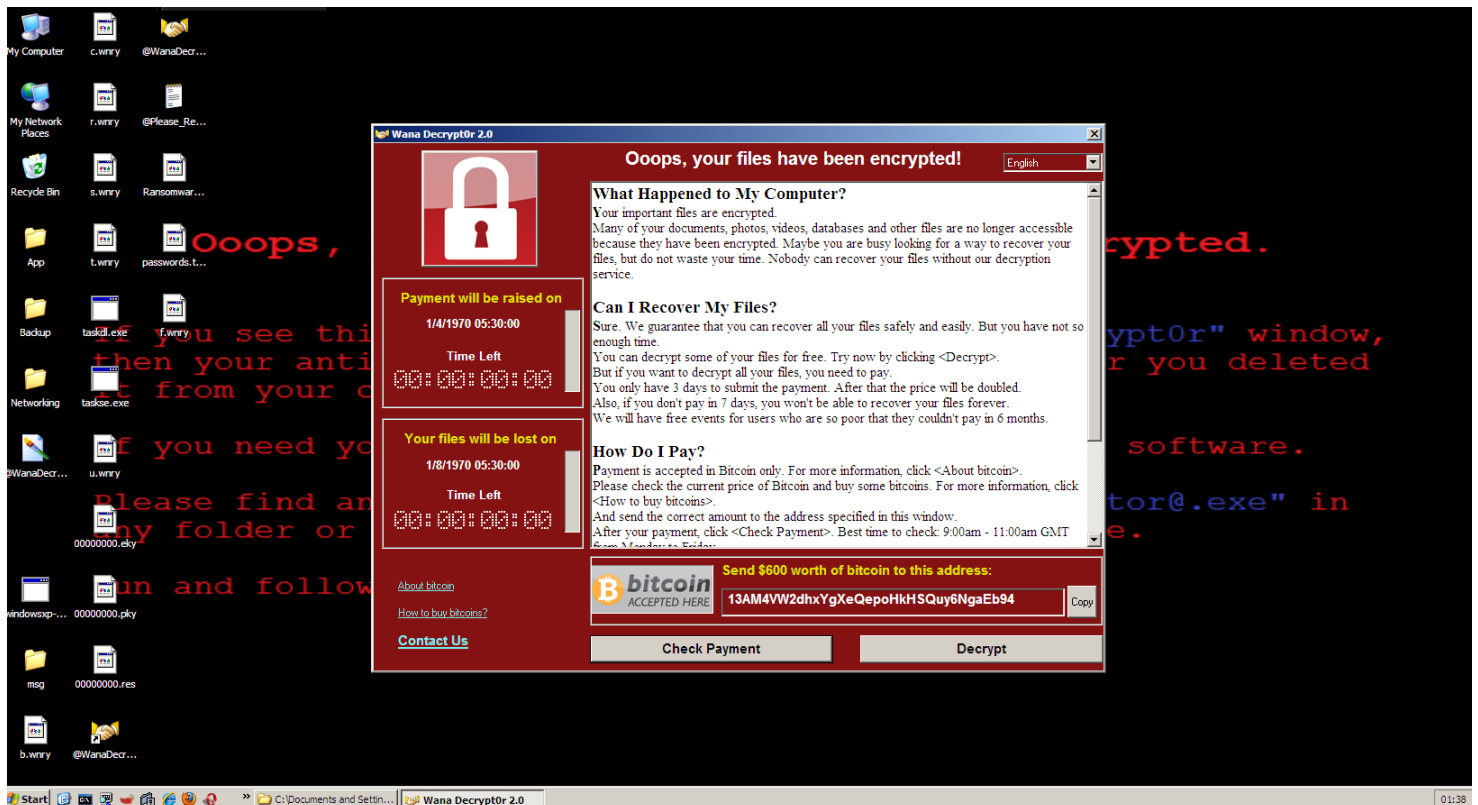 My Computer
c.wnry
@WanaDecr...
My Network Places
r.wnry
@Please_Re...
Recycle Bin
s.wnry
Ransomwar...
App
t.wnry
passwords.t...
Backup
taskdl.exe
f.wnry
Networking
taskse.exe
@WanaDecr...
u.wnry
00000000.eky
windowsxp-...
00000000.pky
msg
00000000.res
b.wnry
@WanaDecr...
Ooops, rypted.
If you see thi ypt0r" window,
then your anti r you deleted
it from your c
If you need yo software.
Please find an tor@.exe" in
any folder or e.
Run and follow
Wana Decrypt0r 2.0
Ooops, your files have been encrypted!
English
Payment will be raised on
1/4/1970 05:30:00
Time Left
00:00:00:00
Your files will be lost on
1/8/1970 05:30:00
Time Left
00:00:00:00
About bitcoin
How to buy bitcoins?
Contact Us
What Happened to My Computer?
Your important files are encrypted.
Many of your documents, photos, videos, databases and other files are no longer accessible
because they have been encrypted. Maybe you are busy looking for a way to recover your
files, but do not waste your time. Nobody can recover your files without our decryption
service.
Can I Recover My Files?
Sure. We guarantee that you can recover all your files safely and easily. But you have not so
enough time.
You can decrypt some of your files for free. Try now by clicking <Decrypt>.
But if you want to decrypt all your files, you need to pay.
You only have 3 days to submit the payment. After that the price will be doubled.
Also, if you don't pay in 7 days, you won't be able to recover your files forever.
We will have free events for users who are so poor that they couldn't pay in 6 months.
How Do I Pay?
Payment is accepted in Bitcoin only. For more information, click <About bitcoin>.
Please check the current price of Bitcoin and buy some bitcoins. For more information, click
<How to buy bitcoins>.
And send the correct amount to the address specified in this window.
After your payment, click <Check Payment>. Best time to check: 9:00am - 11:00am GMT
from Monday to Friday.
bitcoin
ACCEPTED HERE
Send $600 worth of bitcoin to this address:
13AM4VW2dhxYgXeQepoHkHSQuy6NgaEb94
Copy
Check Payment
Decrypt
Start
C:\Documents and Settin...
Wana Decrypt0r 2.0
01:38